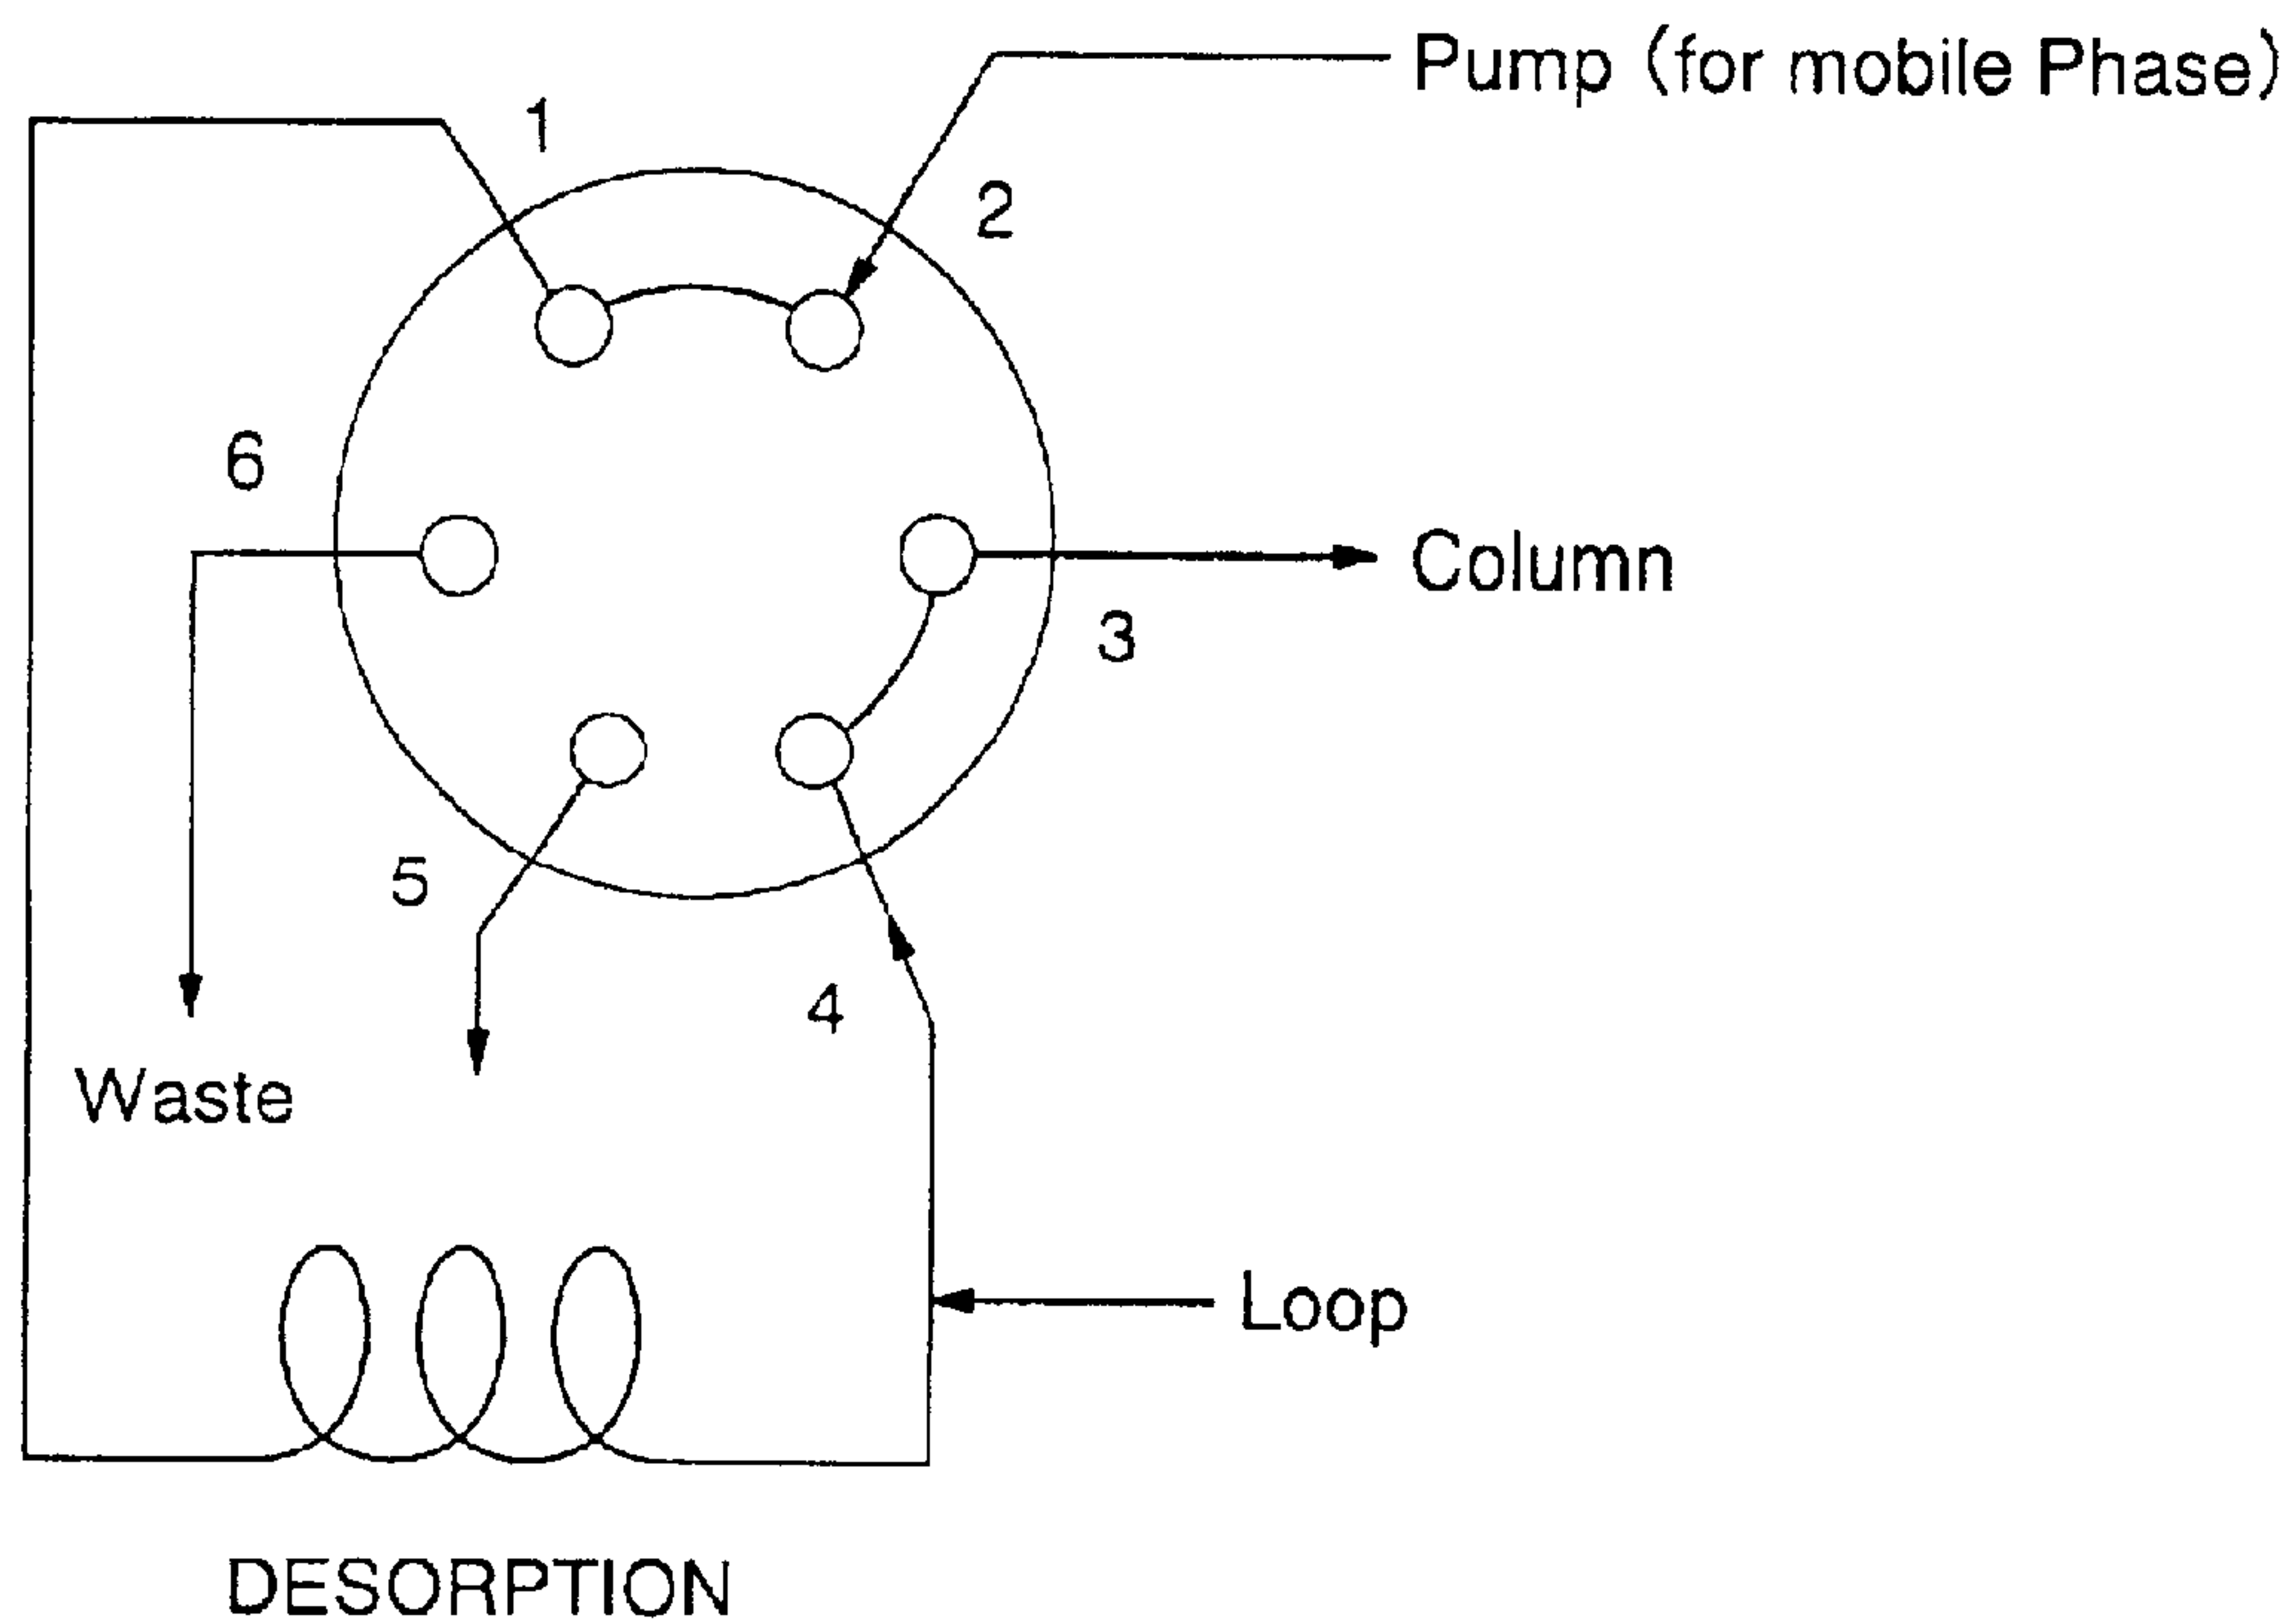 Pump (for mobile Phase)
1
2
6
Column
3
5
4
Waste
Loop
DESORPTION